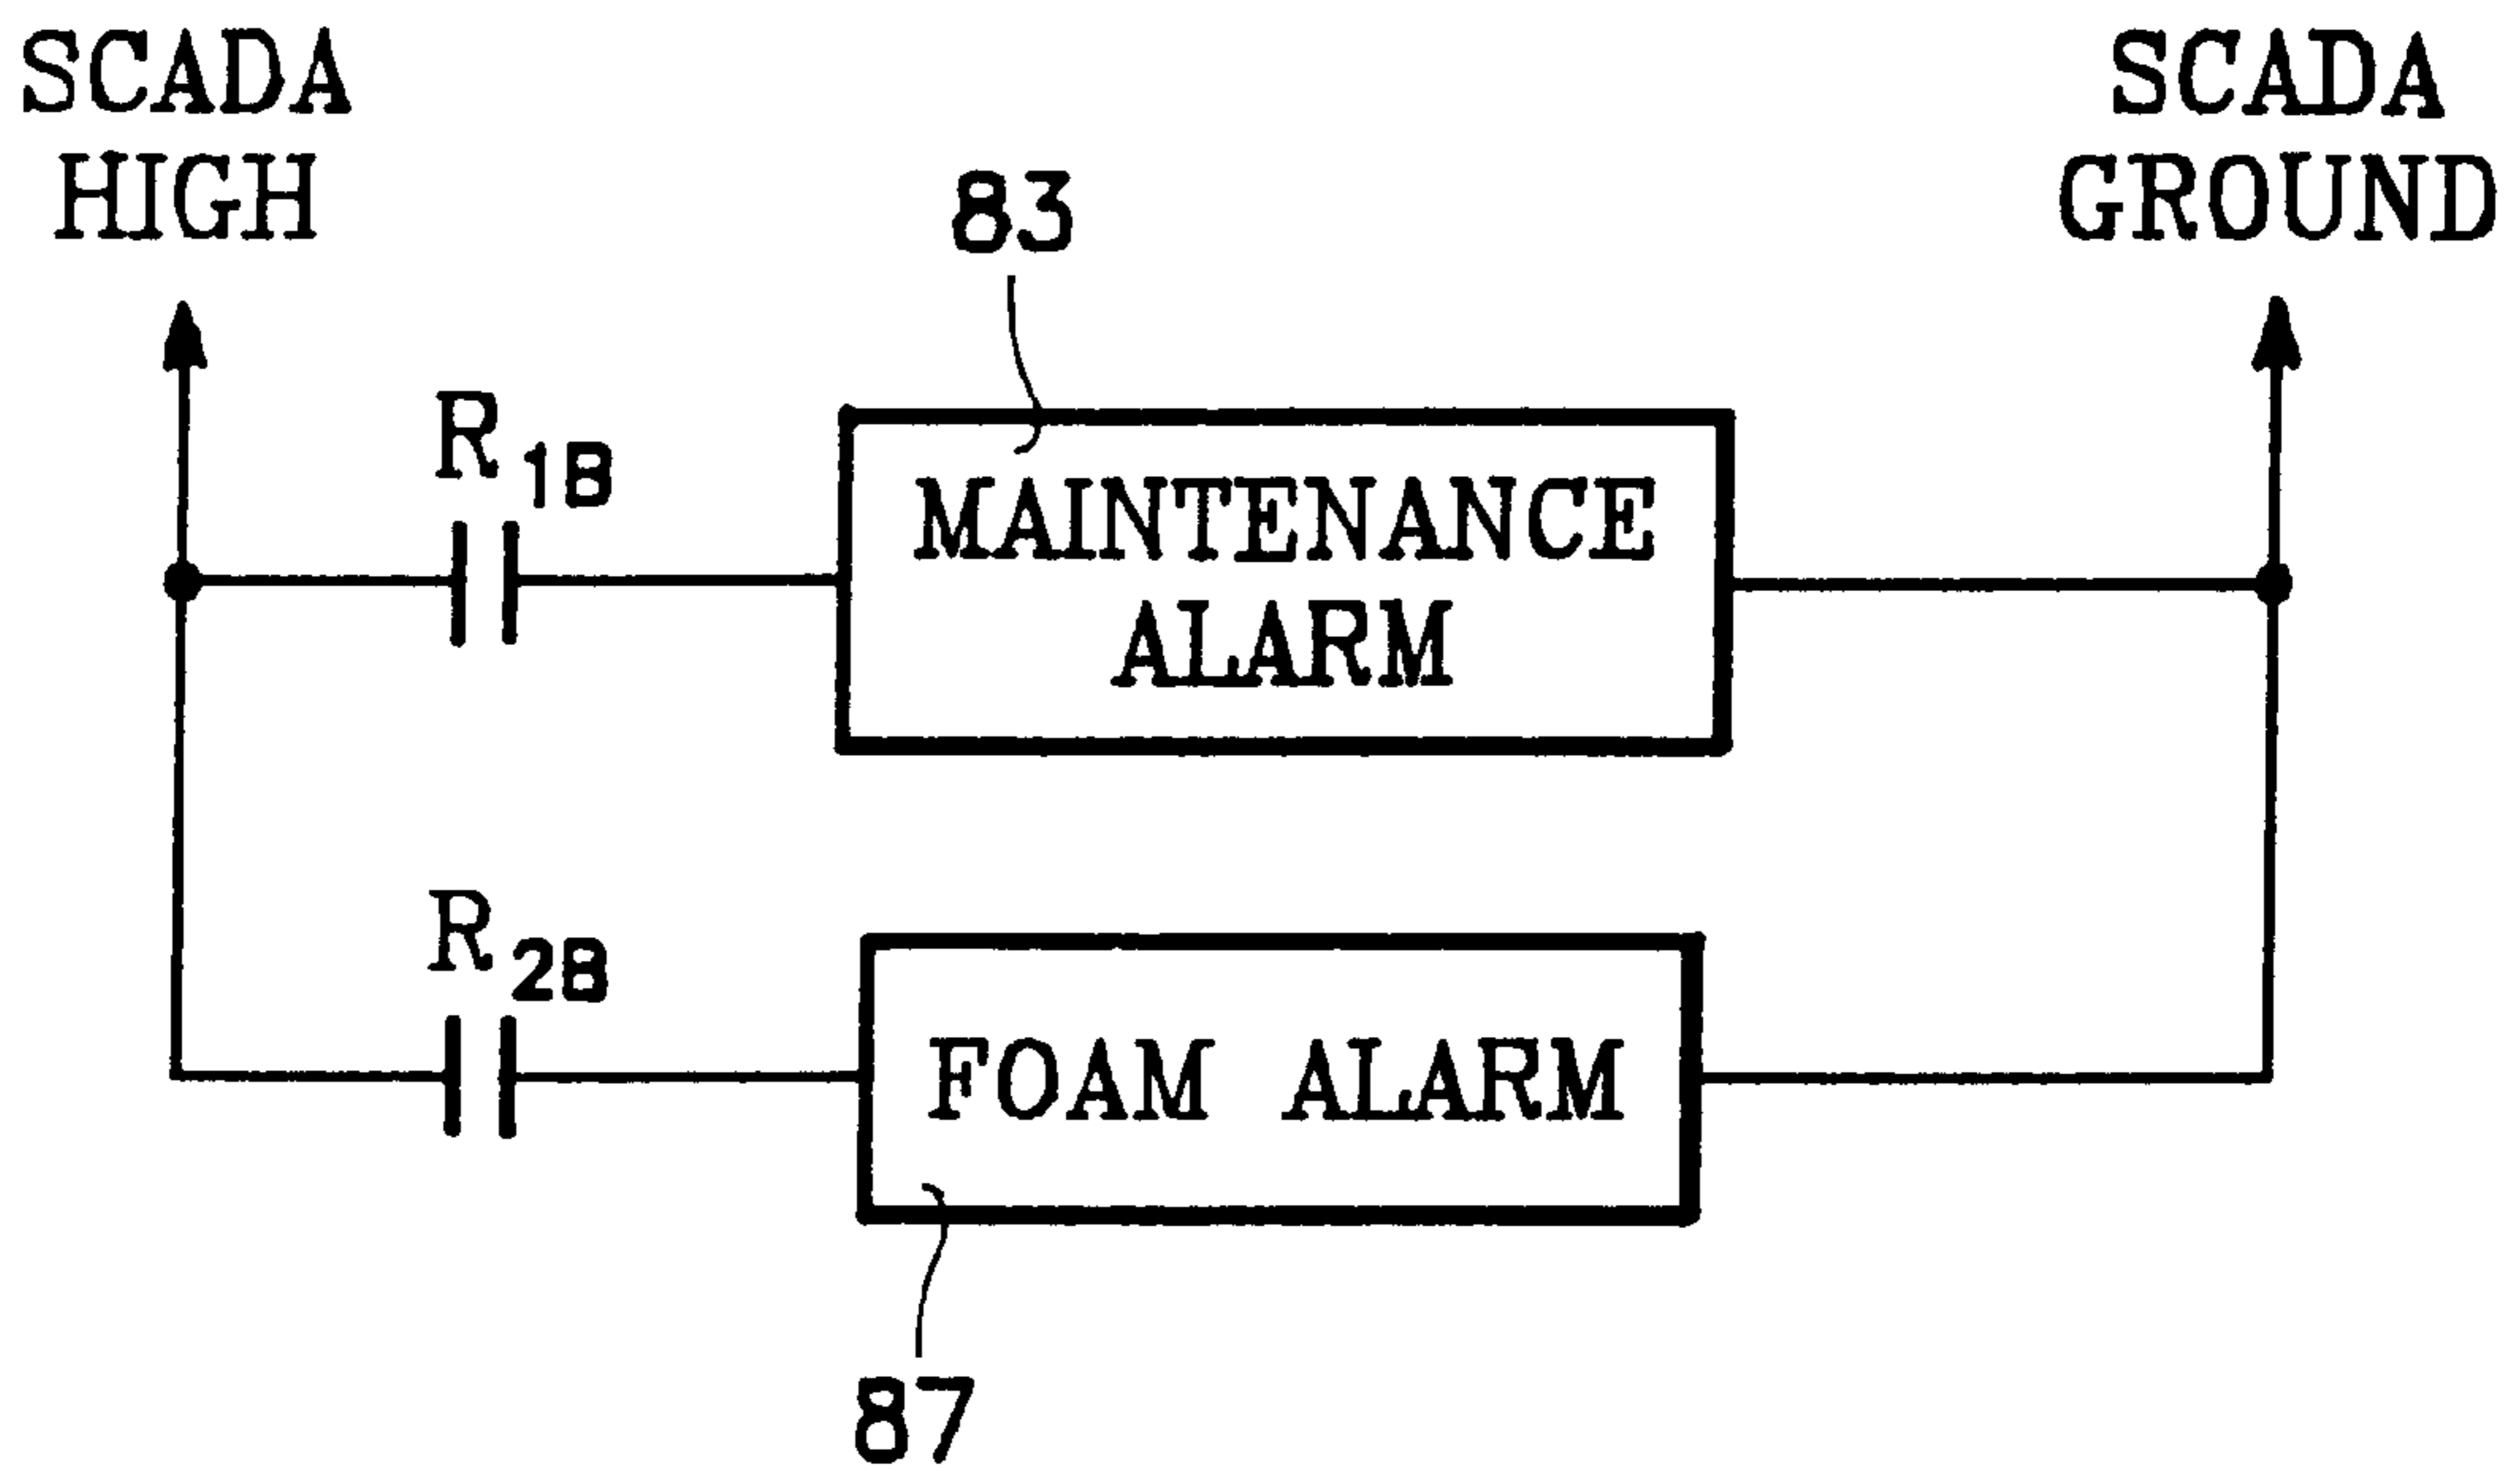 SCADA
HIGH
SCADA
GROUND
83
R1B
MAINTENANCE
ALARM
R2B
FOAM ALARM
87